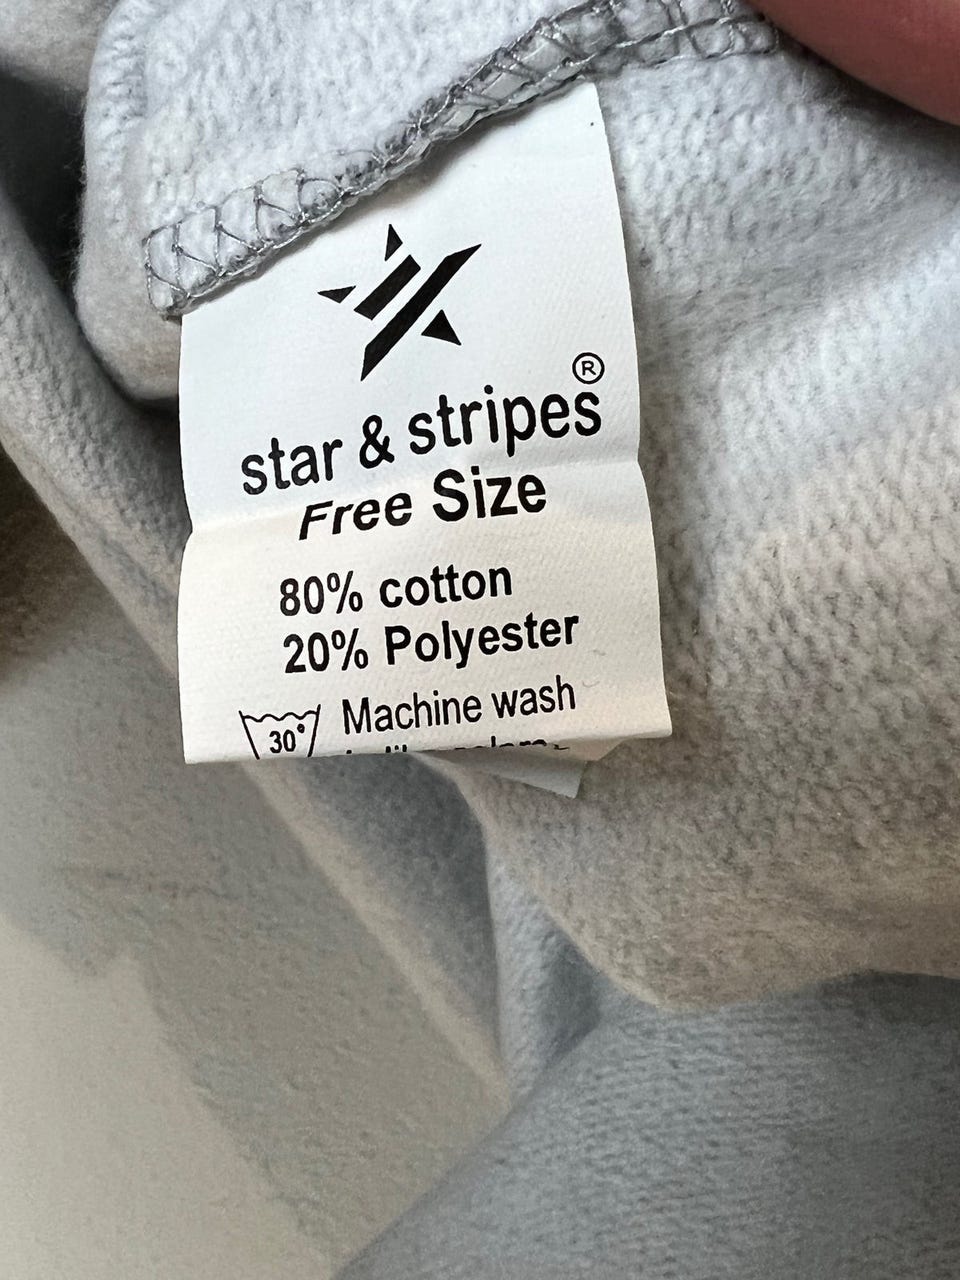 ®
star & stripes
Free Size
80% cotton
20% Polyester
Machine wash
30°